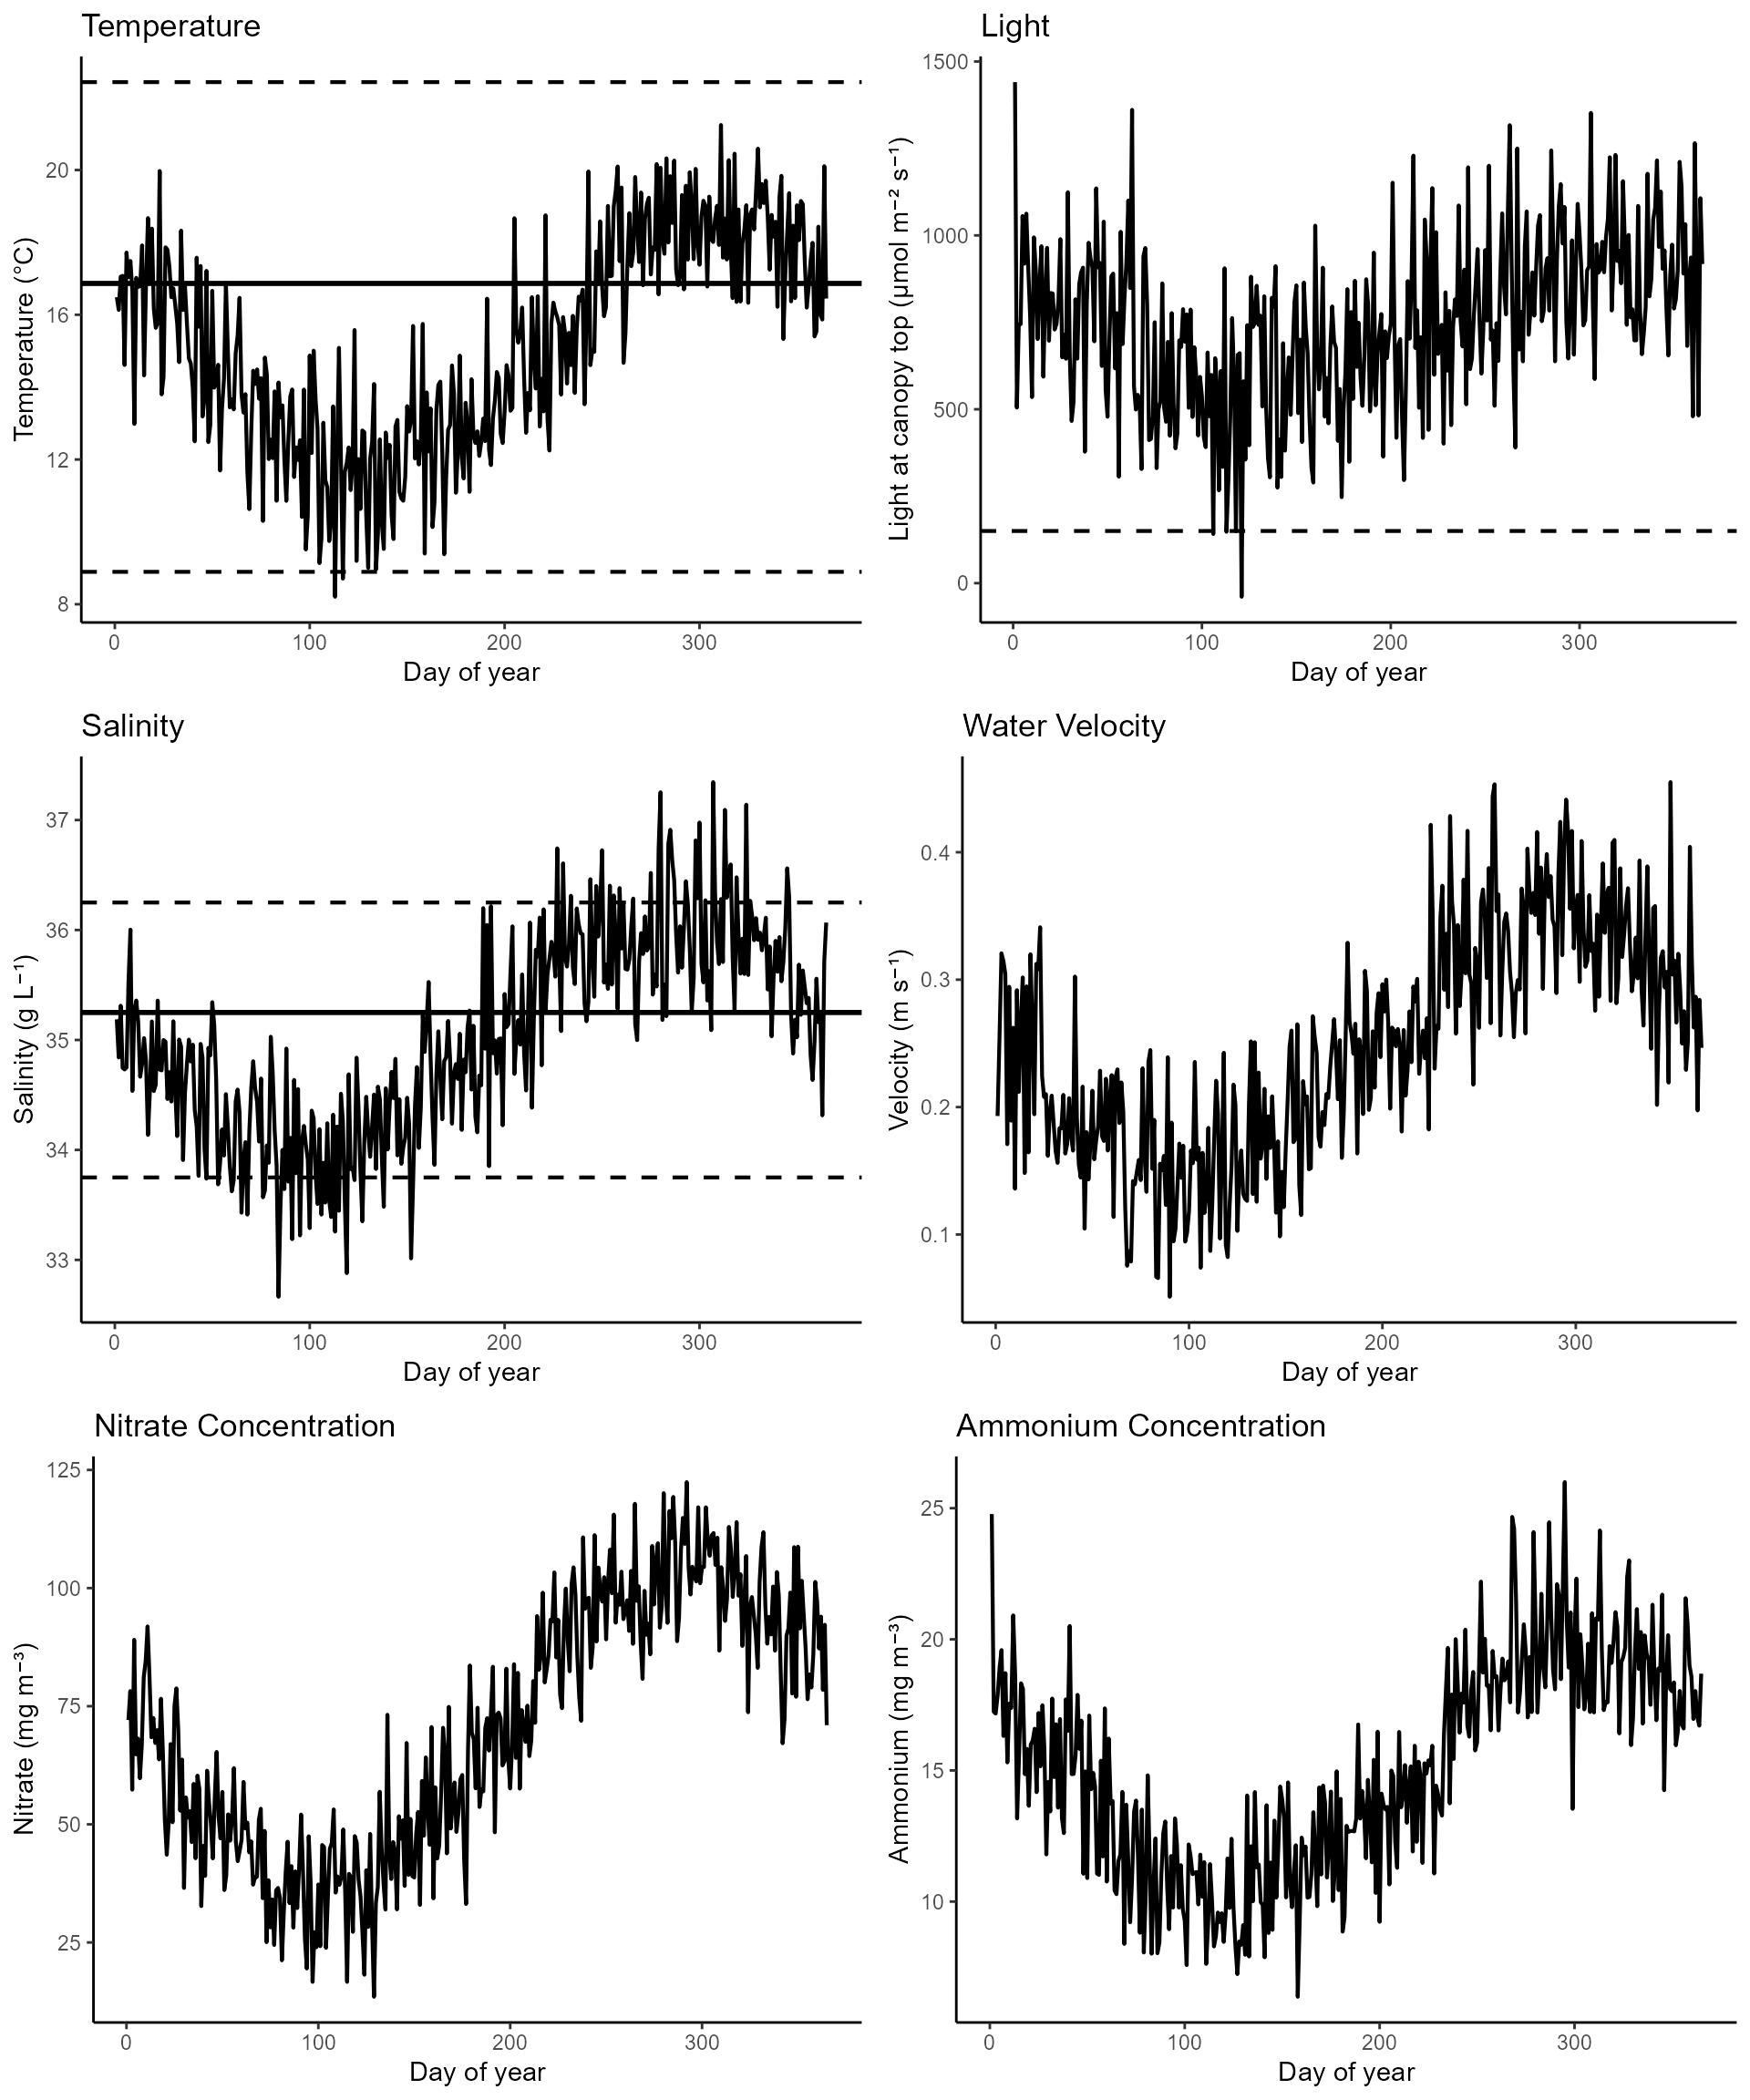 Temperature
Temperature (°C)
20
16
12
8
0 100 200 300
Day of year
Light
Light at canopy top (μmol m⁻² s⁻¹)
1500
1000
500
0
0 100 200 300
Day of year
Salinity
Salinity (g L⁻¹)
37
36
35
34
33
0 100 200 300
Day of year
Water Velocity
Velocity (m s⁻¹)
0.4
0.3
0.2
0.1
0 100 200 300
Day of year
Nitrate Concentration
Nitrate (mg m⁻³)
125
100
75
50
25
0 100 200 300
Day of year
Ammonium Concentration
Ammonium (mg m⁻³)
25
20
15
10
0 100 200 300
Day of year